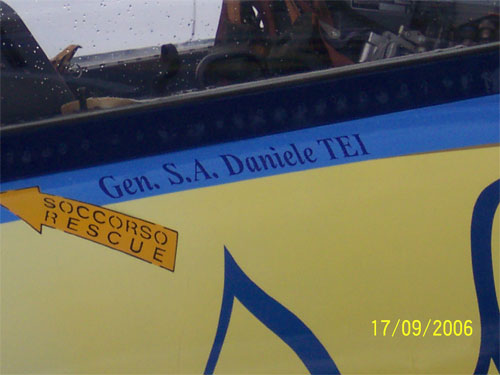 Gen. S.A. Daniele TEI
SOCCORSO
RESCUE
17/09/2006